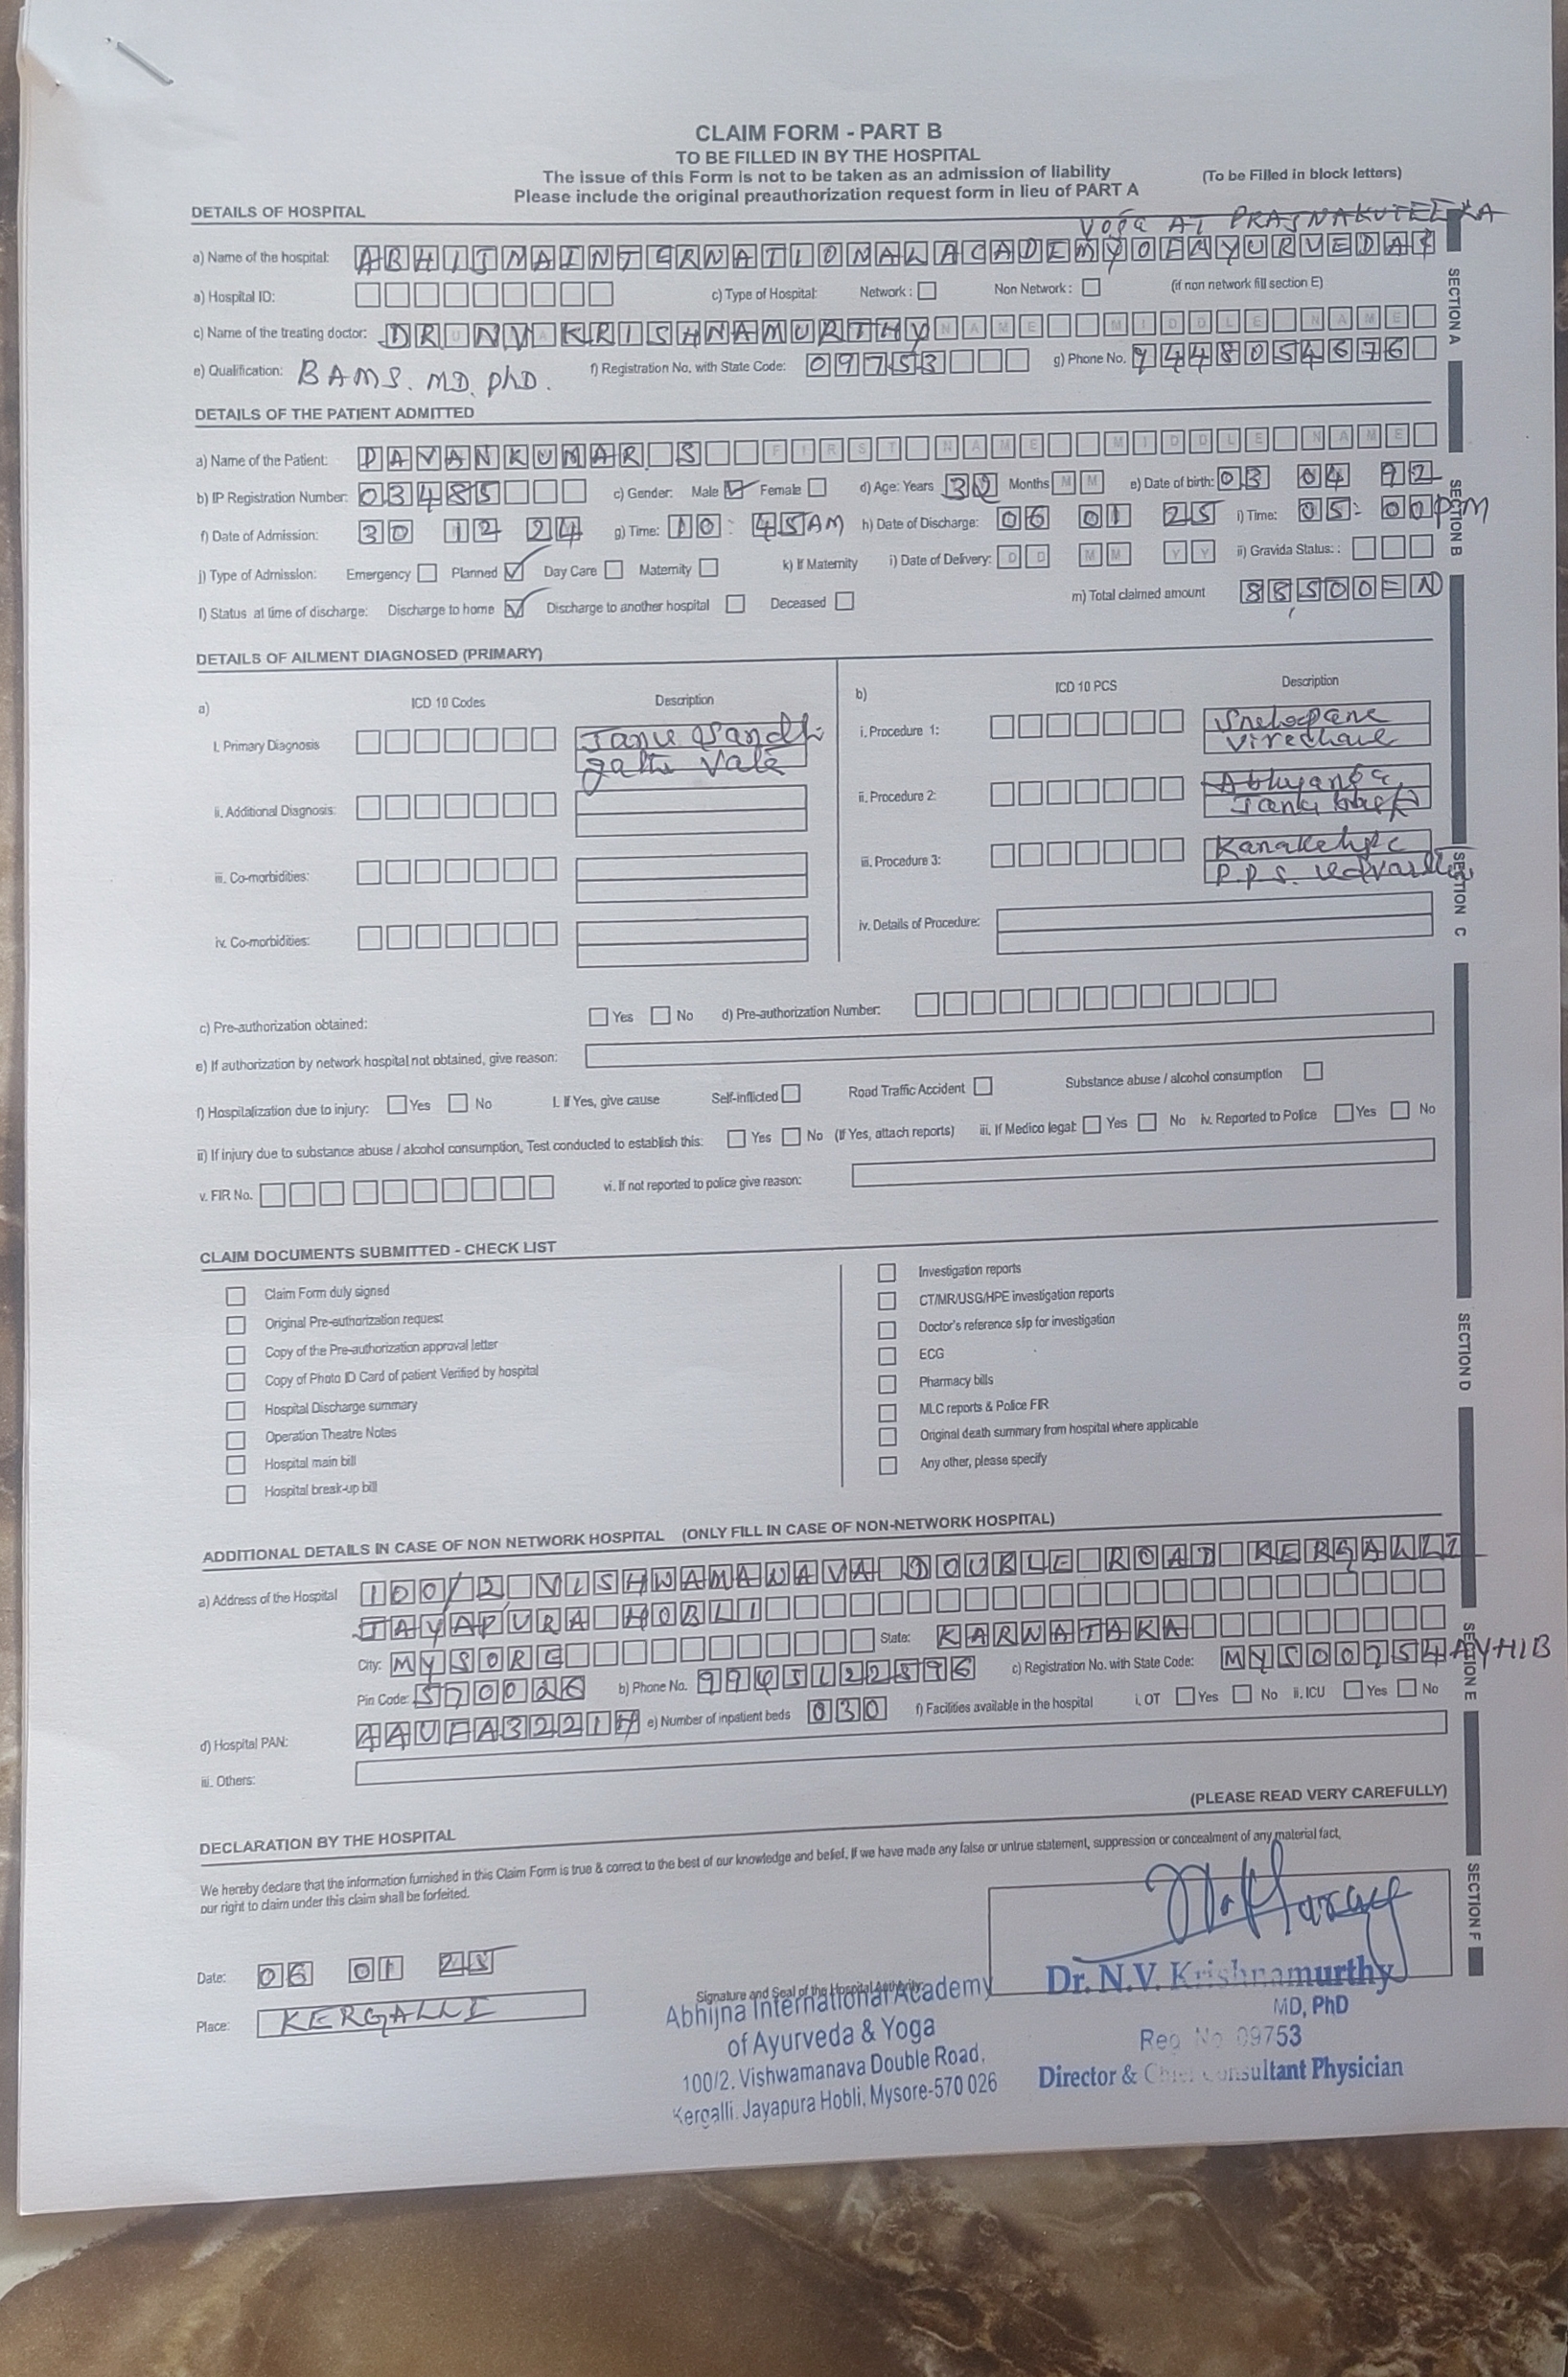 CLAIM FORM - PART B
TO BE FILLED IN BY THE HOSPITAL
The issue of this Form is not to be taken as an admission of liability (To be Filled in block letters)
Please include the original preauthorization request form in lieu of PART A
DETAILS OF HOSPITAL
YOGA AT PRAJNAKUTEEKA
a) Name of the hospital: ABHIJNAINTERNATIONALACADEMYOFAYURVEDA&
a) Hospital ID: c) Type of Hospital: Network : Non Network : (if non network fill section E)
c) Name of the treating doctor: DR NV KRISHNAMURTHY NAME MIDDLE NAME
e) Qualification: BAMS. MD. PhD. f) Registration No. with State Code: 09753 g) Phone No. 9448054676
SECTION A
DETAILS OF THE PATIENT ADMITTED
a) Name of the Patient: PAVANKUMAR S FIRST NAME MIDDLE NAME
b) IP Registration Number: 03485 c) Gender: Male Female d) Age: Years 32 Months MM e) Date of birth: 03 04 92
f) Date of Admission: 30 12 24 g) Time: 10: 45AM h) Date of Discharge: 06 01 25 i) Time: 05: 00PM
j) Type of Admission: Emergency Planned Day Care Maternity k) If Maternity i) Date of Delivery: DD MM YY ii) Gravida Status: :
l) Status at time of discharge: Discharge to home Discharge to another hospital Deceased m) Total claimed amount
SECTION B
DETAILS OF AILMENT DIAGNOSED (PRIMARY)
a) ICD 10 Codes Description b) ICD 10 PCS Description
I. Primary Diagnosis Janu Sandhi i. Procedure 1: Snehapana
gatha Vata Virechana
ii. Additional Diagnosis: ii. Procedure 2: Abhyanga
Janu
iii. Co-morbidities: iii. Procedure 3:
P.P.S.
iv. Co-morbidities: iv. Details of Procedure:
SECTION C
c) Pre-authorization obtained: Yes No d) Pre-authorization Number:
e) If authorization by network hospital not obtained, give reason:
f) Hospitalization due to injury: Yes No I. If Yes, give cause Self-inflicted Road Traffic Accident Substance abuse / alcohol consumption
ii) If injury due to substance abuse / alcohol consumption, Test conducted to establish this: Yes No (If Yes, attach reports) iii. If Medico legal: Yes No iv. Reported to Police Yes No
v. FIR No. vi. If not reported to police give reason:
CLAIM DOCUMENTS SUBMITTED - CHECK LIST
Claim Form duly signed Investigation reports
Original Pre-authorization request CT/MR/USG/HPE investigation reports
Copy of the Pre-authorization approval letter Doctor's reference slip for investigation
Copy of Photo ID Card of patient Verified by hospital ECG
Hospital Discharge summary Pharmacy bills
Operation Theatre Notes MLC reports & Police FIR
Hospital main bill Original death summary from hospital where applicable
Hospital break-up bill Any other, please specify
SECTION D
ADDITIONAL DETAILS IN CASE OF NON NETWORK HOSPITAL (ONLY FILL IN CASE OF NON-NETWORK HOSPITAL)
a) Address of the Hospital 100/2, VISHWAMANAVA DOUBLE ROAD KERGALLI
JAYAPURA HOBLI
City: MYSORE State: KARNATAKA
Pin Code: 570026 b) Phone No. c) Registration No. with State Code: MYS00254AYHIB
d) Hospital PAN: AAUFA3221H e) Number of inpatient beds 030 f) Facilities available in the hospital i. OT Yes No ii. ICU Yes No
iii. Others:
SECTION E
(PLEASE READ VERY CAREFULLY)
DECLARATION BY THE HOSPITAL
We hereby declare that the information furnished in this Claim Form is true & correct to the best of our knowledge and belief. If we have made any false or untrue statement, suppression or concealment of any material fact,
our right to claim under this claim shall be forfeited.
SECTION F
Date: 06 01 25
Place: KERGALLI
Signature and Seal of the Hospital Authority:
Abhijna International Academy
of Ayurveda & Yoga
100/2, Vishwamanava Double Road,
Kergalli, Jayapura Hobli, Mysore-570 026
Dr. N.V. Krishnamurthy
MD, PhD
Reg No 09753
Director & Chief Consultant Physician